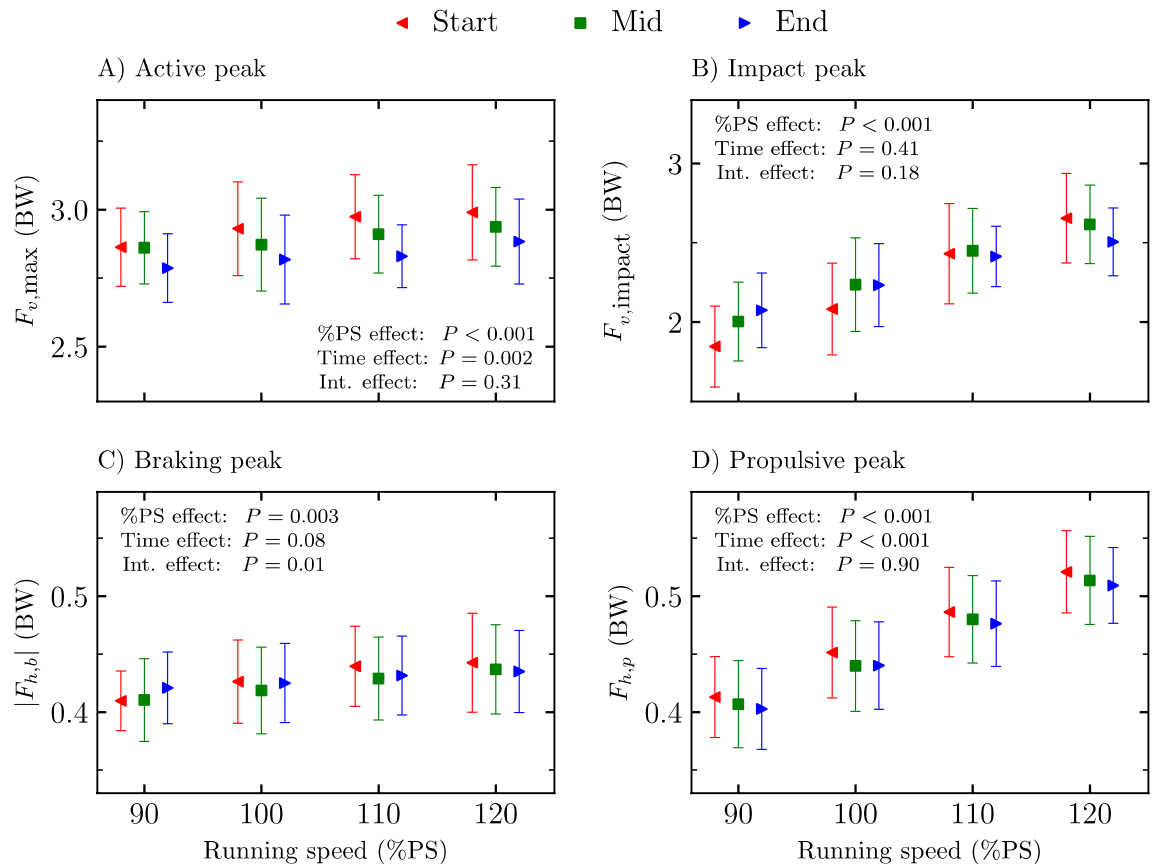 Start Mid End
A) Active peak
3.0
2.5
F_v,max (BW)
%PS effect: P < 0.001
Time effect: P = 0.002
Int. effect: P = 0.31
B) Impact peak
3
2
F_v,impact (BW)
%PS effect: P < 0.001
Time effect: P = 0.41
Int. effect: P = 0.18
C) Braking peak
0.5
0.4
|F_h,b| (BW)
%PS effect: P = 0.003
Time effect: P = 0.08
Int. effect: P = 0.01
90 100 110 120
Running speed (%PS)
D) Propulsive peak
0.5
0.4
F_h,p (BW)
%PS effect: P < 0.001
Time effect: P < 0.001
Int. effect: P = 0.90
90 100 110 120
Running speed (%PS)